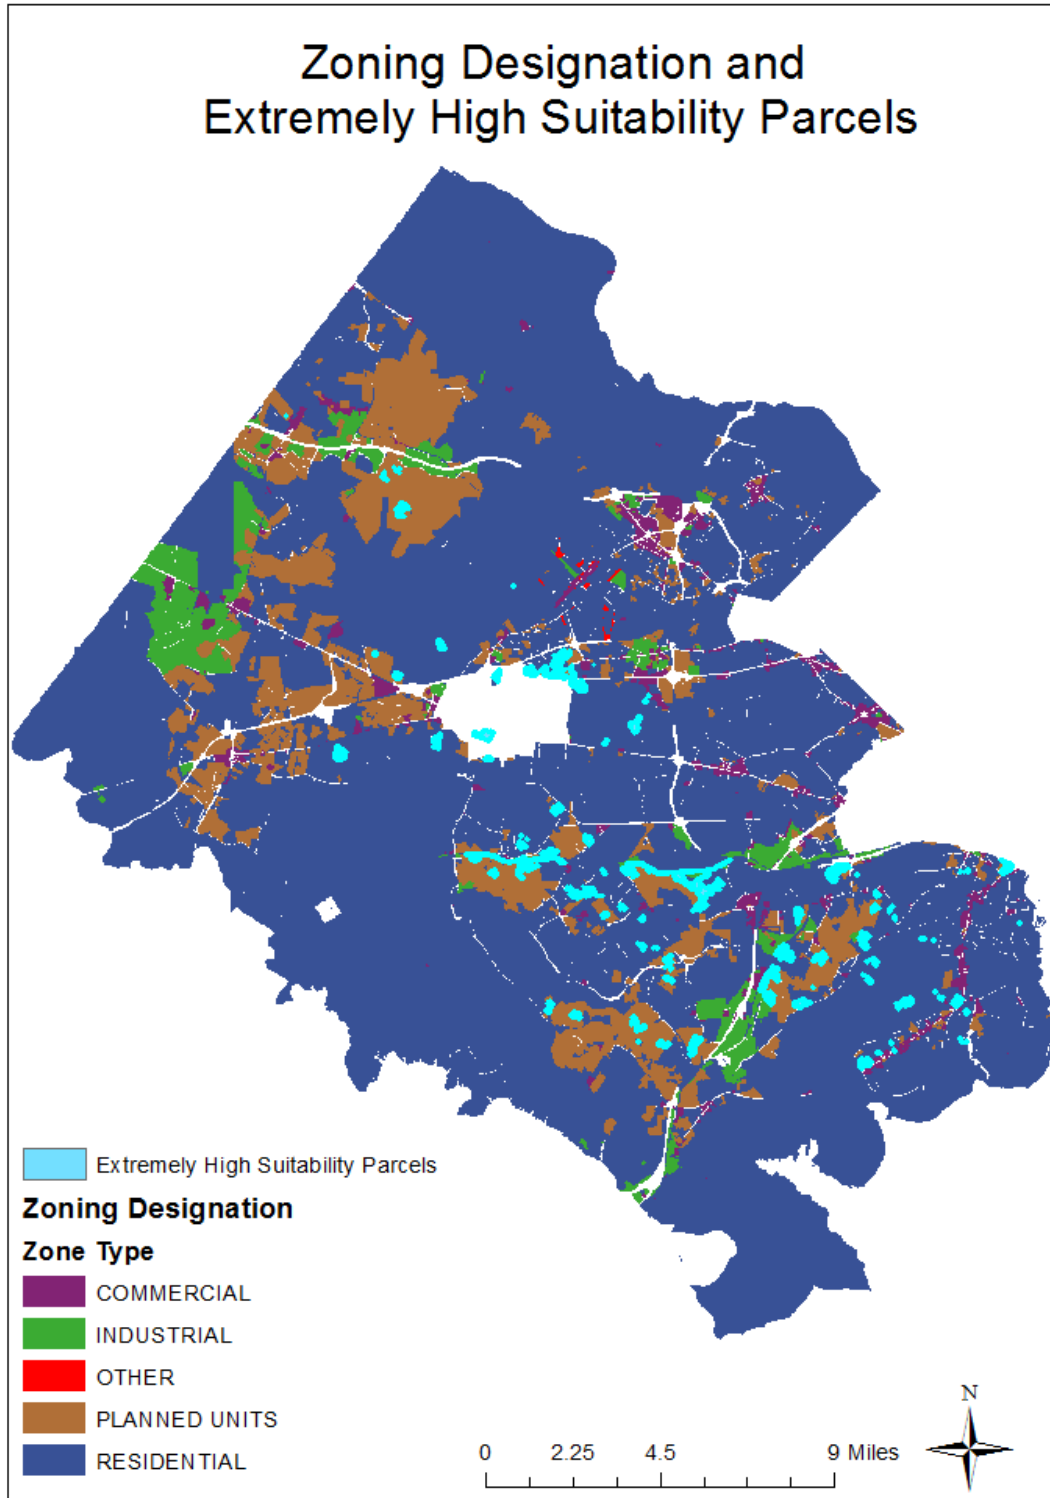 Zoning Designation and
Extremely High Suitability Parcels
Extremely High Suitability Parcels
Zoning Designation
Zone Type
COMMERCIAL
INDUSTRIAL
OTHER
PLANNED UNITS
RESIDENTIAL
N
0 2.25 4.5 9 Miles